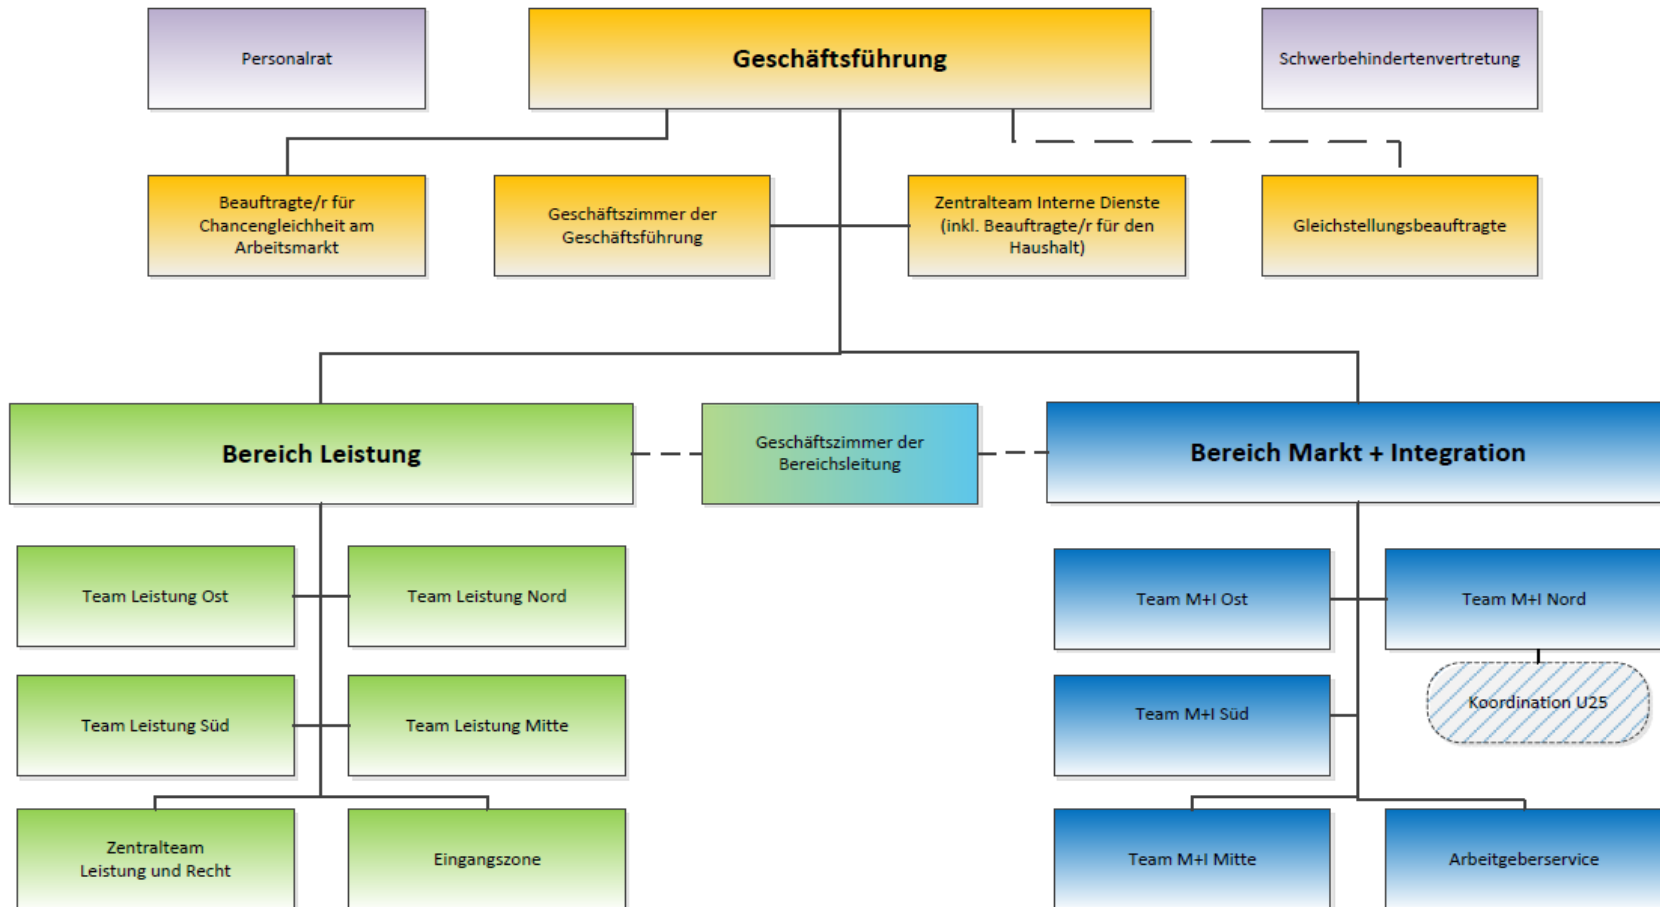 Personalrat
Geschäftsführung
Schwerbehindertenvertretung
Beauftragte/r für
Chancengleichheit am
Arbeitsmarkt
Geschäftszimmer der
Geschäftsführung
Zentralteam Interne Dienste
(inkl. Beauftragte/r für den
Haushalt)
Gleichstellungsbeauftragte
Bereich Leistung
Geschäftszimmer der
Bereichsleitung
Bereich Markt + Integration
Team Leistung Ost
Team Leistung Nord
Team M+I Ost
Team M+I Nord
Koordination U25
Team Leistung Süd
Team Leistung Mitte
Team M+I Süd
Zentralteam
Leistung und Recht
Eingangszone
Team M+I Mitte
Arbeitgeberservice